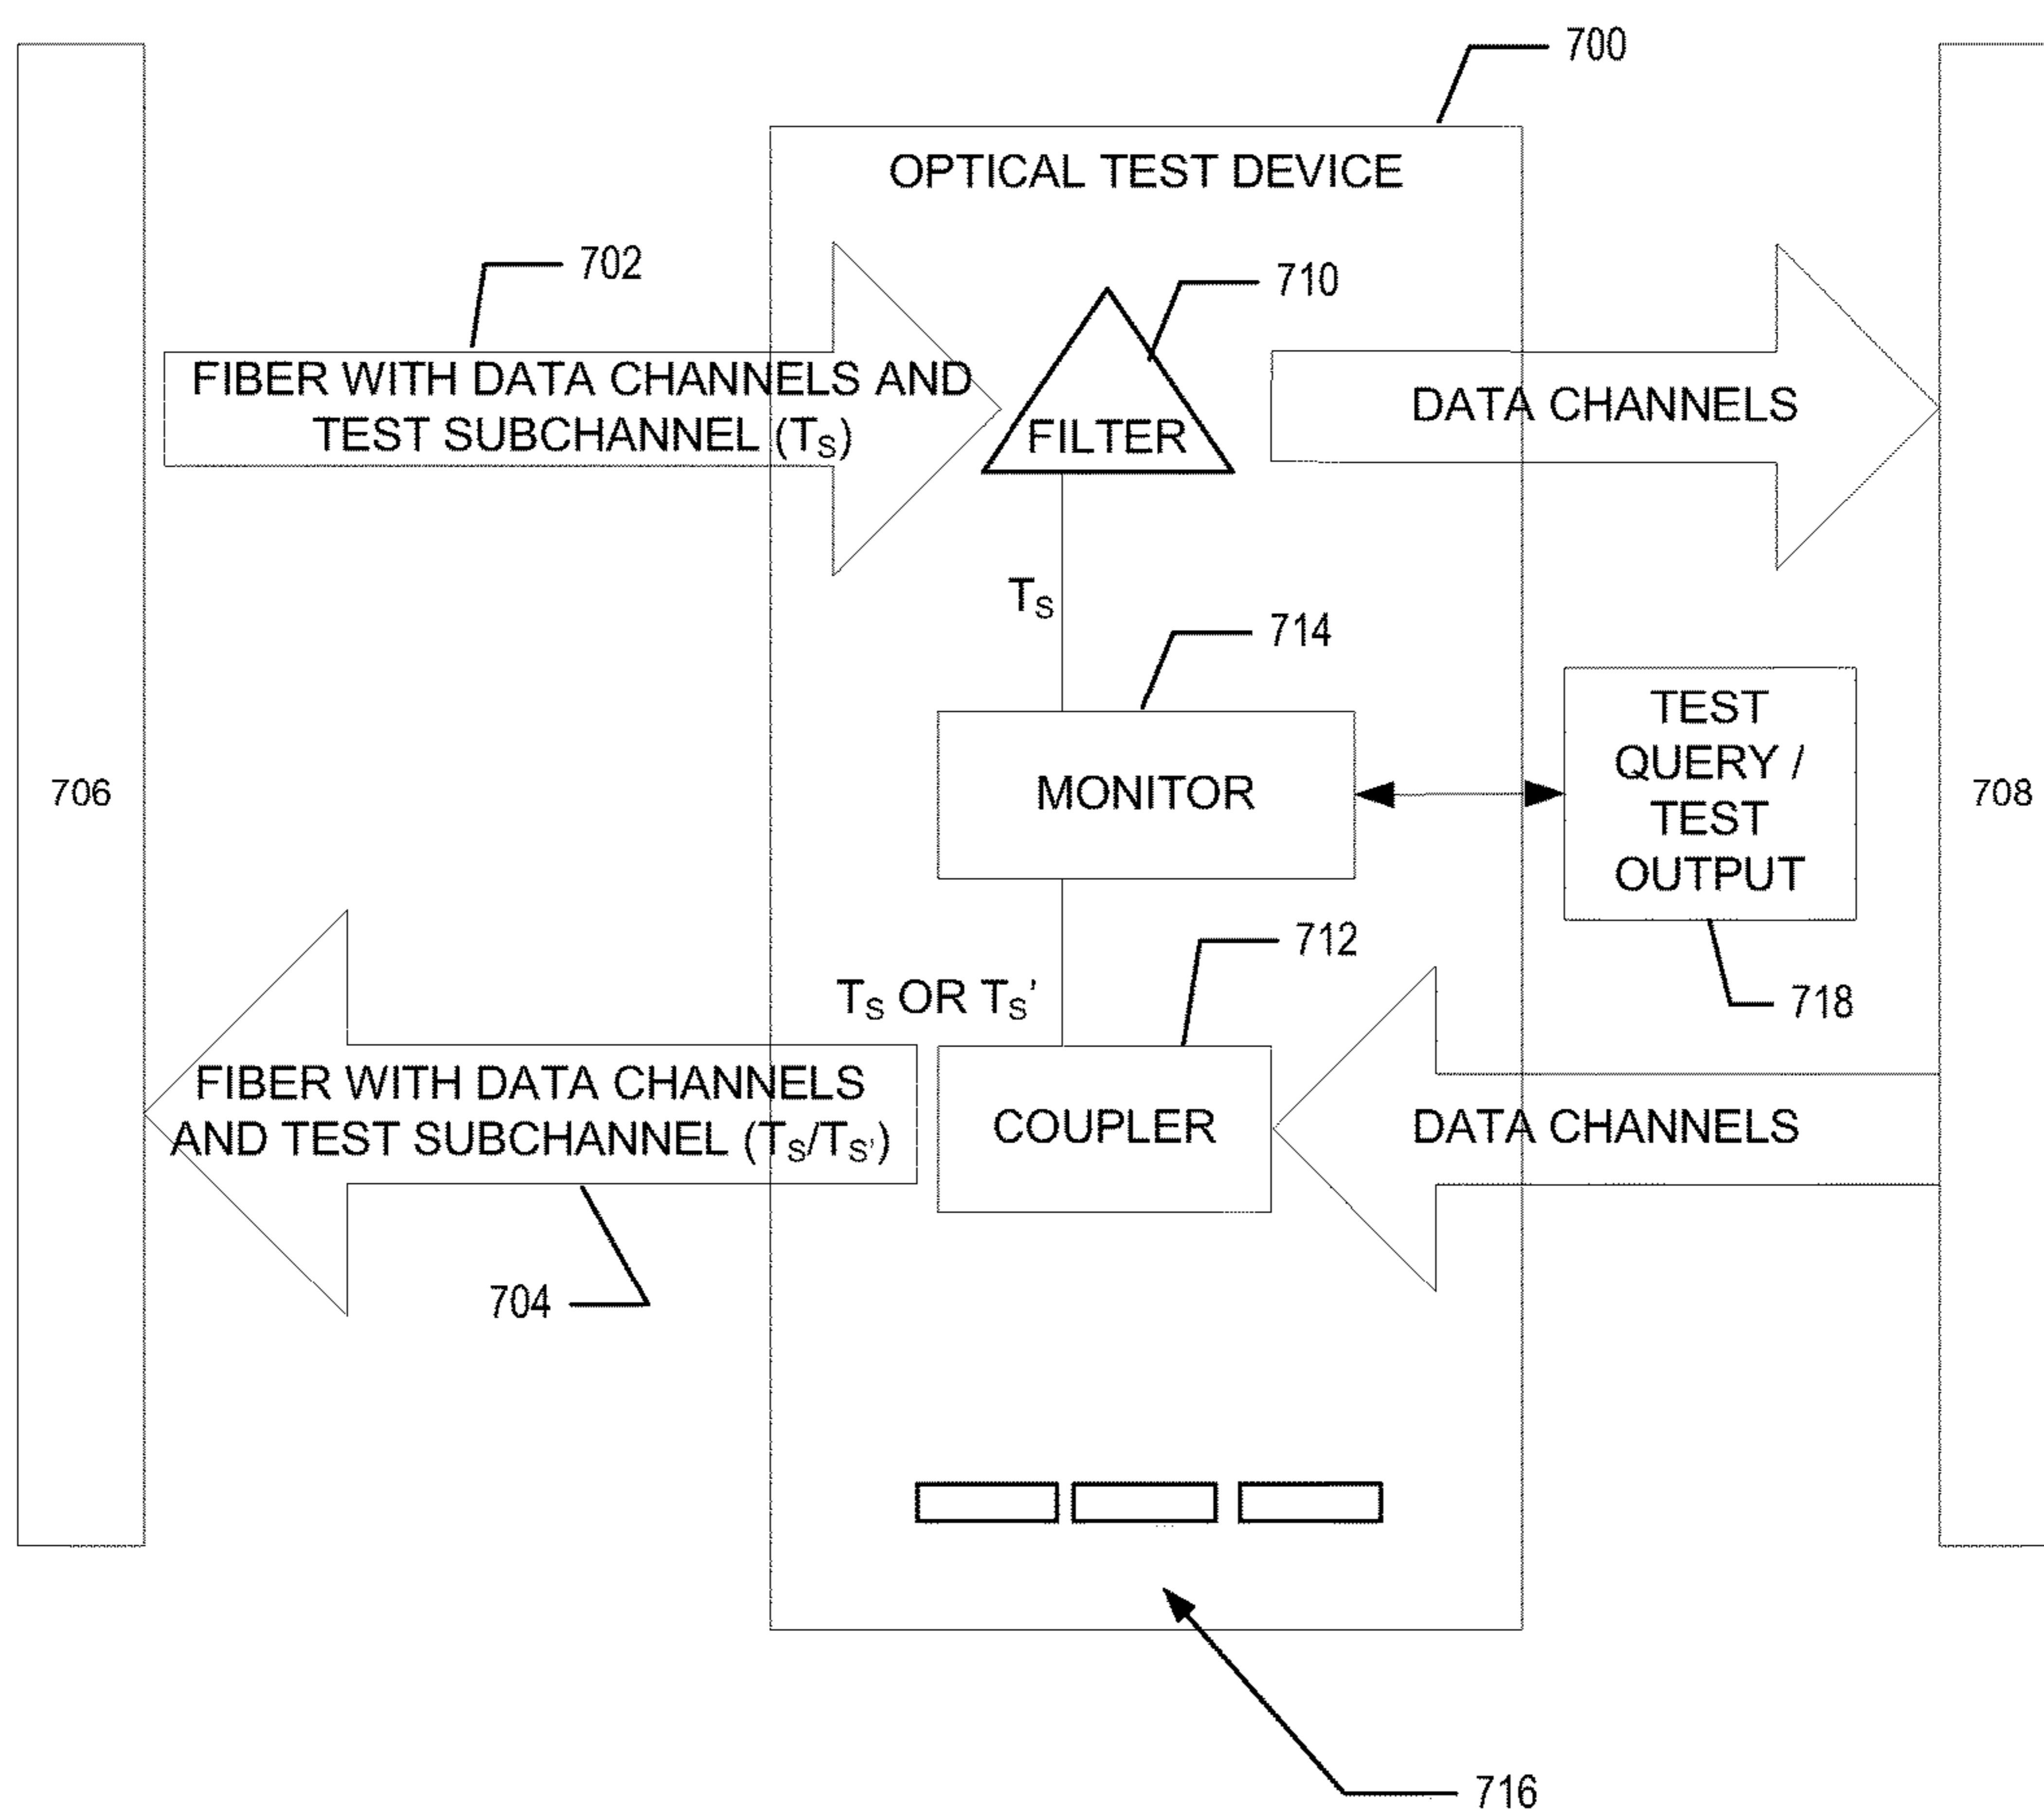 700
OPTICAL TEST DEVICE
702
710
FIBER WITH DATA CHANNELS AND
TEST SUBCHANNEL (TS)
FILTER
DATA CHANNELS
TS
714
706
MONITOR
TEST
QUERY /
TEST
OUTPUT
708
712
718
TS OR TS’
FIBER WITH DATA CHANNELS
AND TEST SUBCHANNEL (TS/TS’)
COUPLER
DATA CHANNELS
704
716